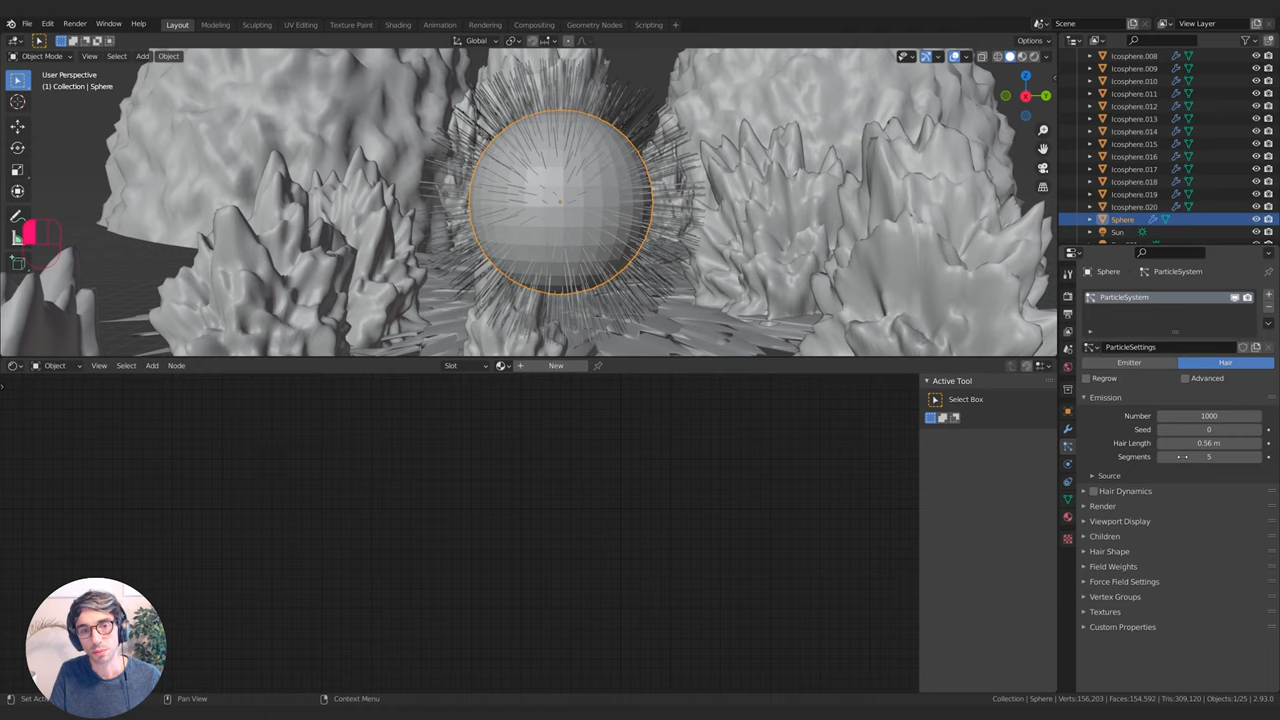 File Edit Render Window Help Layout Modeling Sculpting UV Editing Texture Paint Shading Animation Rendering Compositing Geometry Nodes Scripting + Scene View Layer
Global Options
Object Mode View Select Add Object
User Perspective
(1) Collection | Sphere
Z
Y
X
Icosphere.008
Icosphere.009
Icosphere.010
Icosphere.011
Icosphere.012
Icosphere.013
Icosphere.014
Icosphere.015
Icosphere.016
Icosphere.017
Icosphere.018
Icosphere.019
Icosphere.020
Sphere
Sun
Sphere ParticleSystem
ParticleSystem
ParticleSettings
Emitter Hair
Regrow Advanced
Emission
Number 1000
Seed 0
Hair Length 0.56 m
Segments 5
Source
Hair Dynamics
Render
Viewport Display
Children
Hair Shape
Field Weights
Force Field Settings
Vertex Groups
Textures
Custom Properties
Object View Select Add Node Slot New
Active Tool
Select Box
Pan View Context Menu Collection | Sphere | Verts:156,203 | Faces:154,592 | Tris:309,120 | Objects:1/25 | 2.93.0